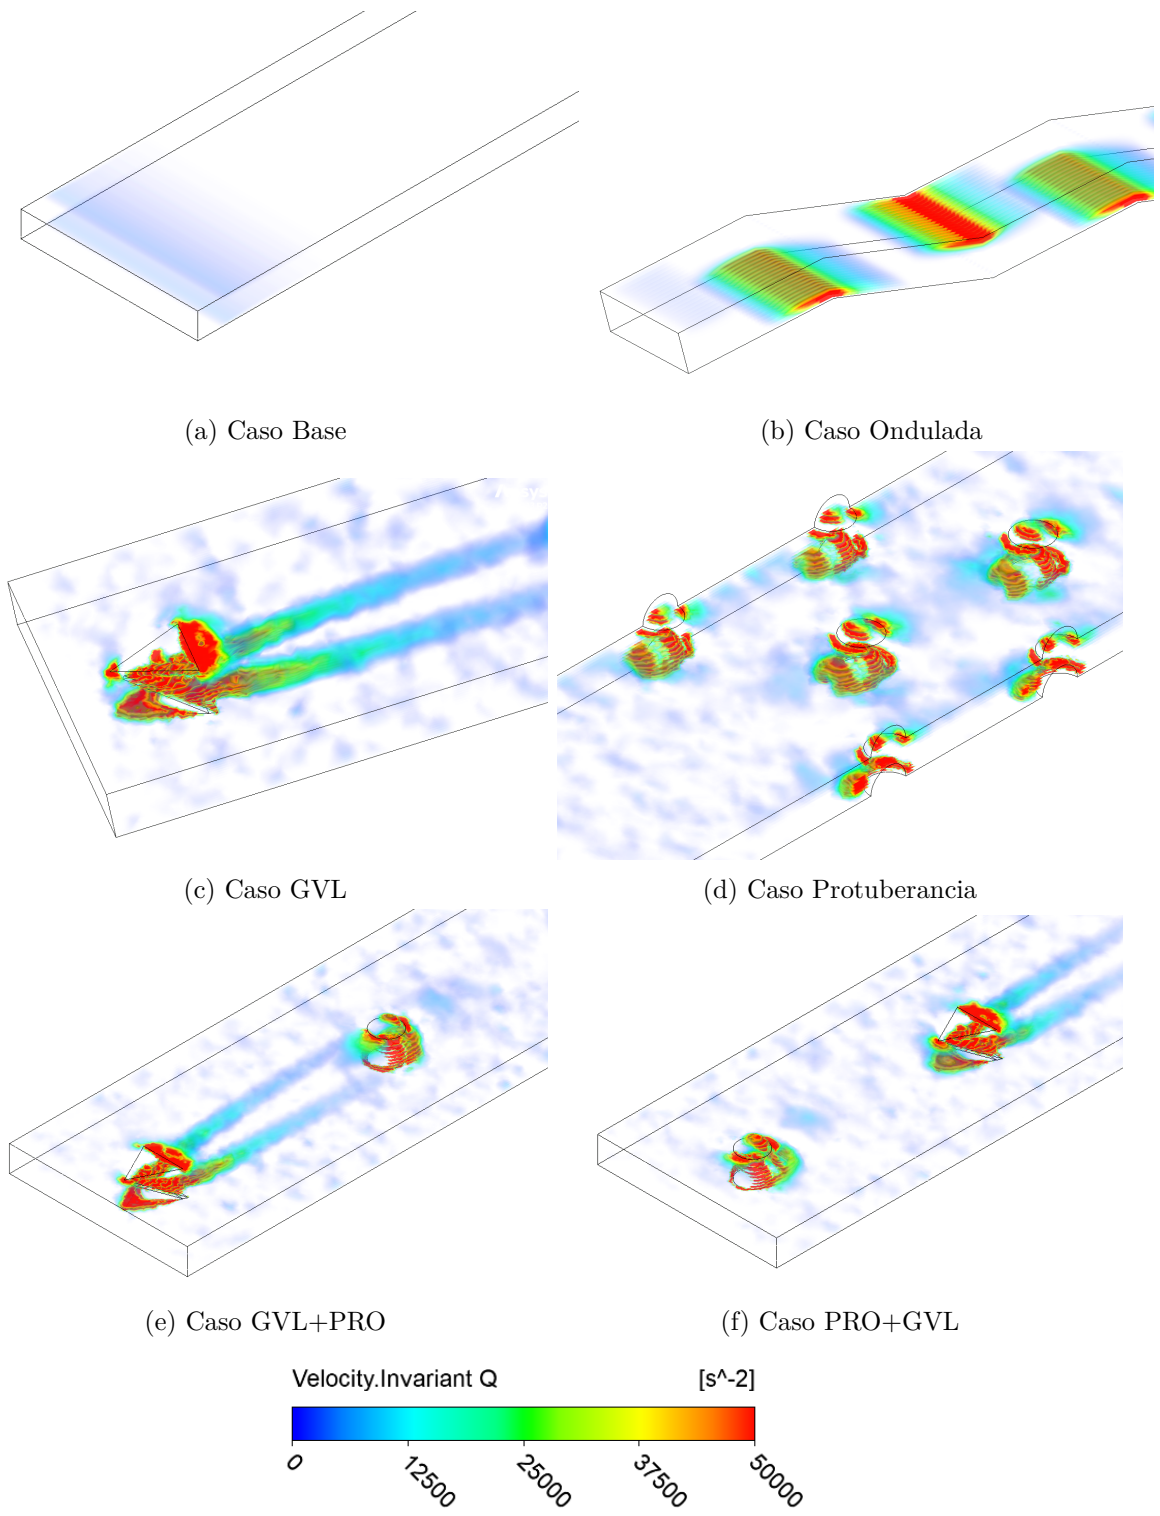 (a) Caso Base
(b) Caso Ondulada
(c) Caso GVL
(d) Caso Protuberancia
(e) Caso GVL+PRO
(f) Caso PRO+GVL
Velocity.Invariant Q
[s^-2]
0
12500
25000
37500
50000